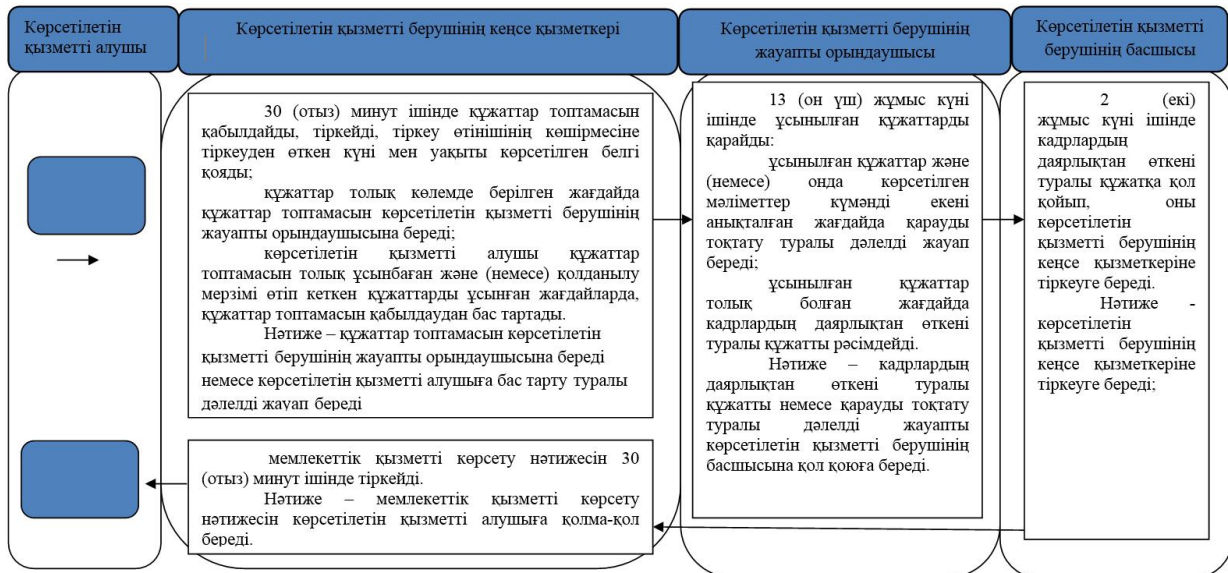 Көрсетілетін
қызметті алушы
Көрсетілетін қызметті берушінің кеңсе қызметкері
Көрсетілетін қызметті берушінің
жауапты орындаушысы
Көрсетілетін қызметті
берушінің басшысы
30 (отыз) минут ішінде құжаттар топтамасын
қабылдайды, тіркейді, тіркеу өтінішінің көшірмесіне
тіркеуден өткен күні мен уақыты көрсетілген белгі
қояды;
құжаттар толық көлемде берілген жағдайда
құжаттар топтамасын көрсетілетін қызметті берушінің
жауапты орындаушысына береді;
көрсетілетін қызметті алушы құжаттар
топтамасын толық ұсынбаған және (немесе) қолданылу
мерзімі өтіп кеткен құжаттарды ұсынған жағдайларда,
құжаттар топтамасын қабылдаудан бас тартады.
Нәтиже – құжаттар топтамасын көрсетілетін
қызметті берушінің жауапты орындаушысына береді
немесе көрсетілетін қызметті алушыға бас тарту туралы
дәлелді жауап береді
мемлекеттік қызметті көрсету нәтижесін 30
(отыз) минут ішінде тіркейді.
Нәтиже – мемлекеттік қызметті көрсету
нәтижесін көрсетілетін қызметті алушыға қолма-қол
береді.
13 (он үш) жұмыс күні
ішінде ұсынылған құжаттарды
қарайды:
ұсынылған құжаттар және
(немесе) онда көрсетілген
мәліметтер күмәнді екені
анықталған жағдайда қарауды
тоқтату туралы дәлелді жауап
береді;
ұсынылған құжаттар
толық болған жағдайда
кадрлардың даярлықтан өткені
туралы құжатты рәсімдейді.
Нәтиже – кадрлардың
даярлықтан өткені туралы
құжатты немесе қарауды тоқтату
туралы дәлелді жауапты
көрсетілетін қызметті берушінің
басшысына қол қоюға береді.
2 (екі)
жұмыс күні ішінде
кадрлардың
даярлықтан өткені
туралы құжатқа қол
қойып, оны
көрсетілетін
қызметті берушінің
кеңсе қызметкеріне
тіркеуге береді.
Нәтиже -
көрсетілетін
қызметті берушінің
кеңсе қызметкеріне
тіркеуге береді;